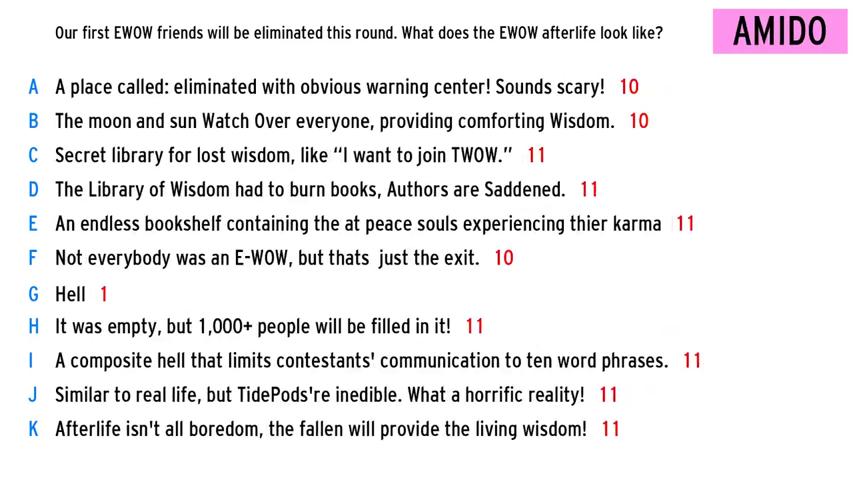 Our first EWOW friends will be eliminated this round. What does the EWOW afterlife look like?
AMIDO
A A place called: eliminated with obvious warning center! Sounds scary! 10
B The moon and sun Watch Over everyone, providing comforting Wisdom. 10
C Secret library for lost wisdom, like “I want to join TWOW.” 11
D The Library of Wisdom had to burn books, Authors are Saddened. 11
E An endless bookshelf containing the at peace souls experiencing thier karma 11
F Not everybody was an E-WOW, but thats  just the exit. 10
G Hell 1
H It was empty, but 1,000+ people will be filled in it! 11
I A composite hell that limits contestants' communication to ten word phrases. 11
J Similar to real life, but TidePods're inedible. What a horrific reality! 11
K Afterlife isn't all boredom, the fallen will provide the living wisdom! 11